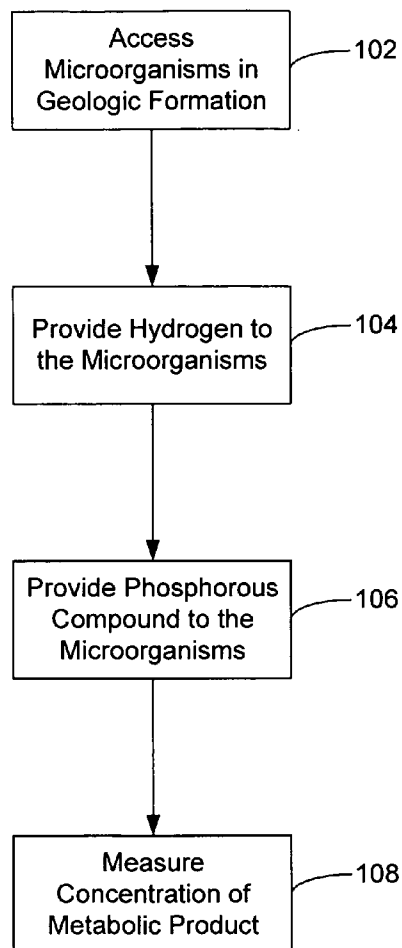 Access
Microorganisms in
Geologic Formation
102
Provide Hydrogen to
the Microorganisms
104
Provide Phosphorous
Compound to the
Microorganisms
106
Measure
Concentration of
Metabolic Product
108